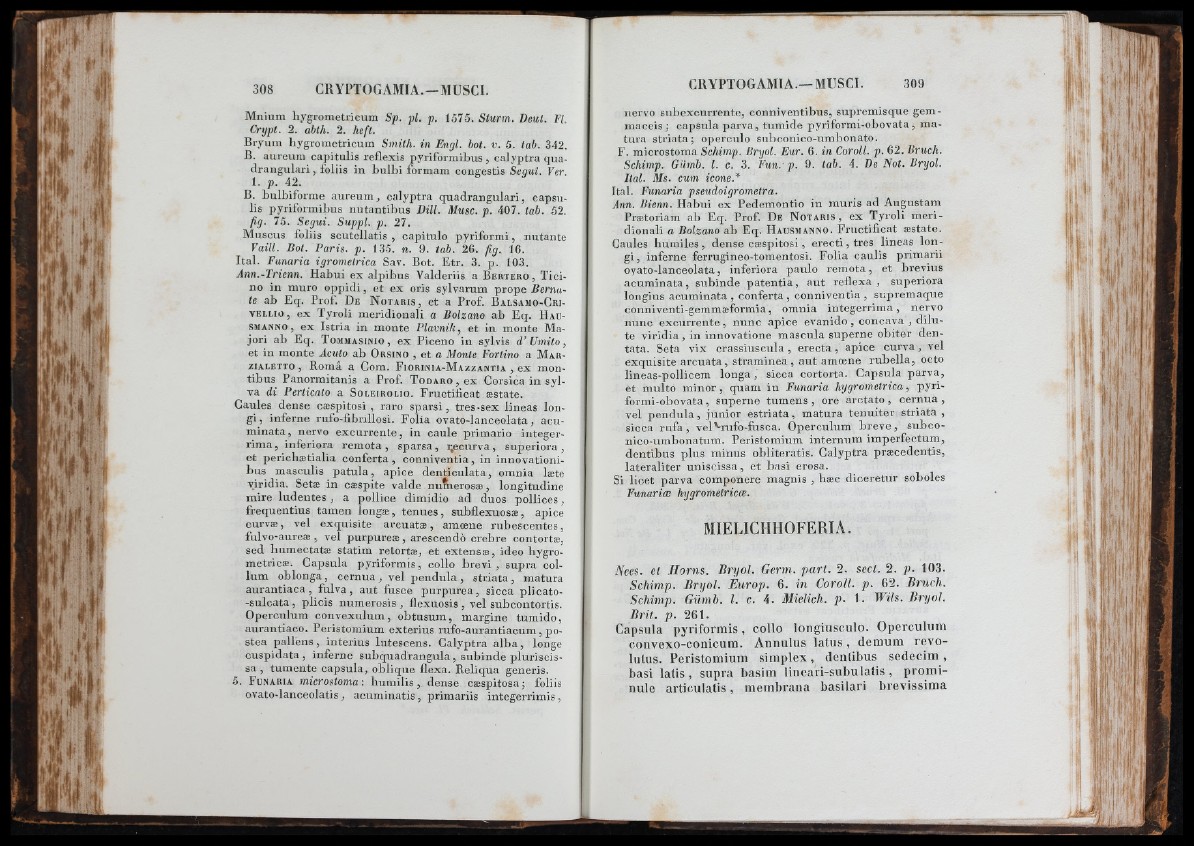 308 CRYPTOGAMIA.—MUSCI.
Mnium hygrometricum Sp. pl. p. 1575. Sturm. Deut. Fl.
Crypt. 2. abth. 2. heft.
Bryum hygrometricum Smith. in Engl. bot. v. 5. tab. 342.
B. aureum capitulis reflexis pyriformibus, calyptra qua-
drangulari, foliis in bulbi formam congestis Segui. Ver.
1. p. 42.
B. bulbiforme aureum, calyptra quadrangulari, capsu-
lis pyriformibus nutantibus Dill. Musc. p. 407. tab. 52.
fig. 75. Segui. Suppl. p. 27.
Muscus foliis scutellatis, capitulo pyriformi, nutante
Vaill. Bot. Paris. p. 135. n. 9. tab. 26. fig. 16.
Ital. Funaria igrometrica Sav. Bot. Etr. 3. p. 103.
Ann.-Trienn. Habui ex alpibus Valderiis a BERTERO, Tici-
no in muro oppidi, et ex oris sylvarum prope Berna-
te ab Eq. Prof. DE NOTARIS, et a Prof. BALSAMO-CRI-
VELLIO, ex Tyroli meridionali a Bolzano ab Eq. HAU-
SMANNO, ex Istria in monte Plavnik, et in monte Ma-
jori ab Eq. TOMMASINIO, ex Piceno in sylvis d'Umito,
et in monte Acuto ab ORSINO, et a Monte Fortino a MAR-
ZIALETTO, Româ a Com. FIORINIA-MAZZANTIA, ex mon-
tibus Panormitanis a Prof. TODARO, ex Corsica in syl-
va di Perticato a SOLEIROLIO. Fructificat æstate.
Caules dense cæspitosi, raro sparsi, tres-sex lineas lon-
gi, inferne rufo-fibrillosi. Folia ovato-lanceolata, acu-
minata, nervo excurrente, in caule primario integer-
rima, inferiora remota, sparsa, recurva, superiora,
et perichætialia conferta, conniventia, in innovationi-
bus masculis patula, apice denticulata, omnia læte
viridia. Setæ in cæspite valde numerosæ, longitudine
mire ludentes, a pollice dimidio ad duos pollices,
frequentius tamen longæ, tenues, subflexuosæ, apice
curvæ, vel exquisite arcuatæ, amœne rubescentes,
fulvo-aureæ, vel purpureæ, arescendò crebre contortæ,
sed humectatæ statim retortæ, et extensæ, ideo hygro-
metricæ. Capsula pyriformis, collo brevi, supra col-
lum oblonga, cernua, vel pendula, striata, matura
aurantiaca, fulva, aut fusce purpurea, sicca plicato-
-sulcata, plicis numerosis, flexuosis, vel subcontortis.
Operculum convexulum, obtusum, margine tumido,
aurantiaco. Peristomium exterius rufo-aurantiacum, po-
stea pallens, interius lutescens. Calyptra alba, longe
cuspidata, inferne subquadrangula, subinde pluriscis-
sa, tumente capsula, oblique flexa. Reliqua generis.
5. FUNARIA microstoma: humilis, dense cæspitosa; foliis
ovato-lanceolatis, acuminatis, primariis integerrimis,
CRYPTOGAMIA.—MUSCI. 309
nervo subexcurrente, conniventibus, supremisque gem-
maceis; capsula parva, tumide pyriformi-obovata, ma-
tura striata; operculo subconico-umbonato.
F. microstoma Schimp. Bryol. Eur. 6. in Coroll. p. 62. Bruch.
Schimp. Gümb. l. c. 3. Fun. p. 9. tab. 4. De Not. Bryol.
Ital. Ms. cum icone.*
Ital. Funaria pseudoigrometra.
Ann. Bienn. Habui ex Pedemontio in muris ad Augustam
Prætoriam ab Eq. Prof. DE NOTARIS, ex Tyroli meri-
dionali a Bolzano ab Eq. HAUSMANNO. Fructificat æstate.
Caules humiles, dense cæspitosi, erecti, tres lineas lon-
gi, inferne ferrugineo-tomentosi. Folia caulis primarii
ovato-lanceolata, inferiora paulo remota, et brevius
acuminata, subinde patentia, aut reflexa, superiora
longius acuminata, conferta, conniventia, supremaque
conniventi-gemmæformia, omnia integerrima, nervo
nunc excurrente, nunc apice evanido, concava, dilu-
te viridia, in innovatione mascula superne obiter den-
tata. Seta vix crassiuscula, erecta, apice curva, vel
exquisite arcuata, straminea, aut amœne rubella, octo
lineas-pollicem longa, sicca cortorta. Capsula parva,
et multo minor, quam in Funaria hygrometrica, pyri-
formi-obovata, superne tumens, ore arctato, cernua,
vel pendula, junior estriata, matura tenuiter striata,
sicca rufa, vel rufo-fusca. Operculum breve, subco-
nico-umbonatum. Peristomium internum imperfectum,
dentibus plus minus obliteratis. Calyptra præcedentis,
lateraliter uniscissa, et basi erosa.
Si licet parva componere magnis, hæc diceretur soboles
Funariæ hygrometricæ.
MIELICHHOFERIA.
Nees. et Horns. Bryol. Germ. part. 2. sect. 2. p. 103.
Schimp. Bryol. Europ. 6. in Coroll. p. 62. Bruch.
Schimp. Gümb. l. c. 4. Mielich. p. 1. Wils. Bryol.
Brit. p. 261.
Capsula pyriformis, collo longiusculo. Operculum
convexo-conicum. Annulus latus, demum revo-
lutus. Peristomium simplex, dentibus sedecim,
basi latis, supra basim lineari-subulatis, promi-
nule articulatis, membrana basilari brevissima